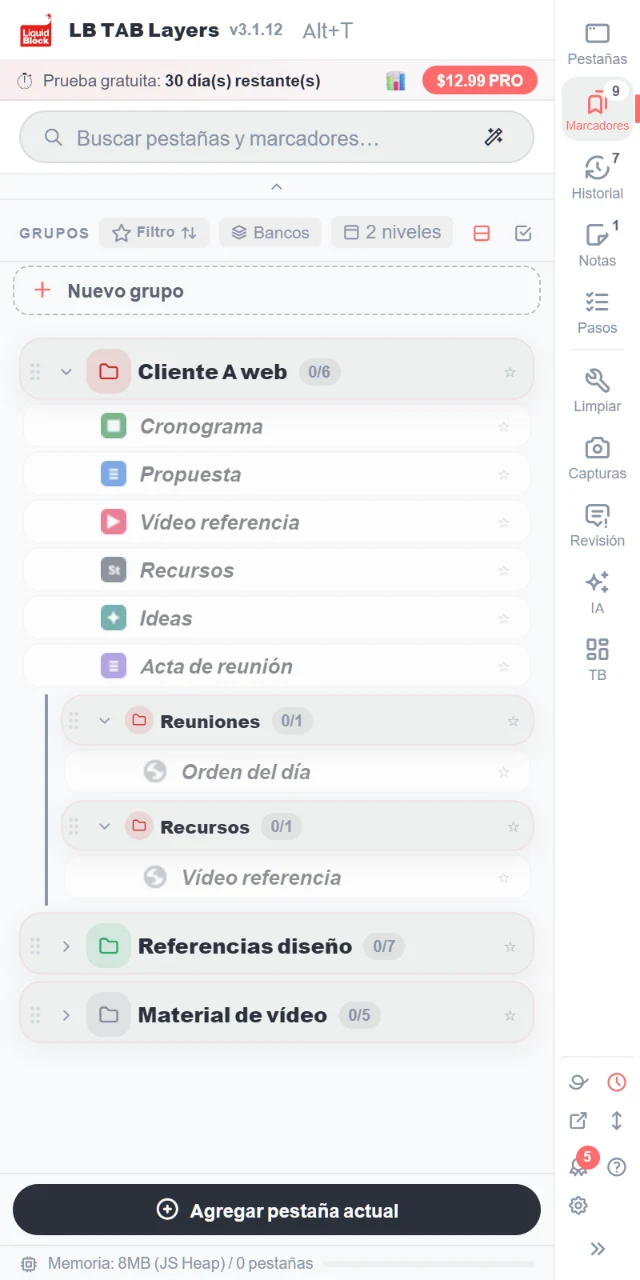 Liquid
Block
LB TAB Layers v3.1.12 Alt+T
Prueba gratuita: 30 día(s) restante(s)
$12.99 PRO
Buscar pestañas y marcadores…
GRUPOS
Filtro
Bancos
2 niveles
Nuevo grupo
Cliente A web 0/6
Cronograma
Propuesta
Vídeo referencia
St
Recursos
Ideas
Acta de reunión
Reuniones 0/1
Orden del día
Recursos 0/1
Vídeo referencia
Referencias diseño 0/7
Material de vídeo 0/5
Agregar pestaña actual
Memoria: 8MB (JS Heap) / 0 pestañas
Pestañas
9
Marcadores
7
Historial
1
Notas
Pasos
Limpiar
Capturas
Revisión
IA
TB
5